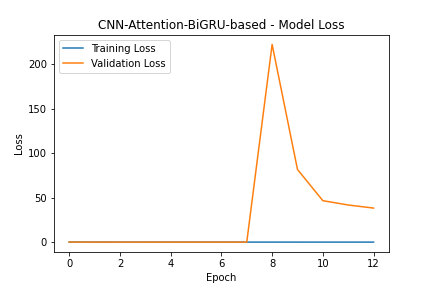 CNN-Attention-BiGRU-based - Model Loss
Training Loss
Validation Loss
Loss
200
150
100
50
0
0 2 4 6 8 10 12
Epoch